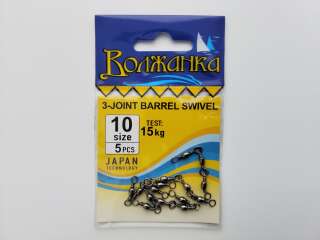 Волжанка
3-JOINT BARREL SWIVEL
10
size
5 PCS
TEST:
15kg
JAPAN
TECHNOLOGY